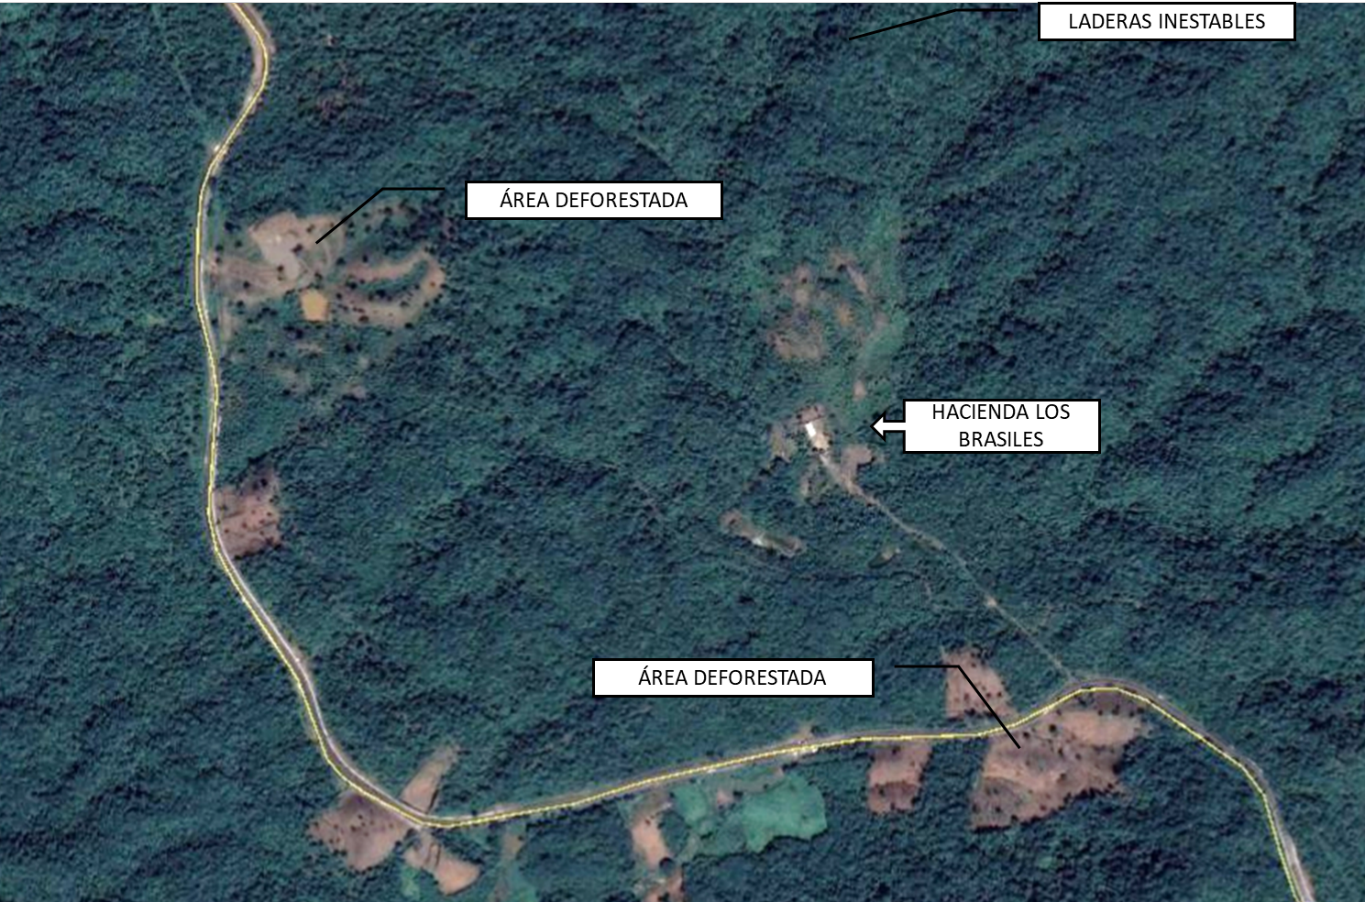 LADERAS INESTABLES
ÁREA DEFORESTADA
HACIENDA LOS
BRASILES
ÁREA DEFORESTADA